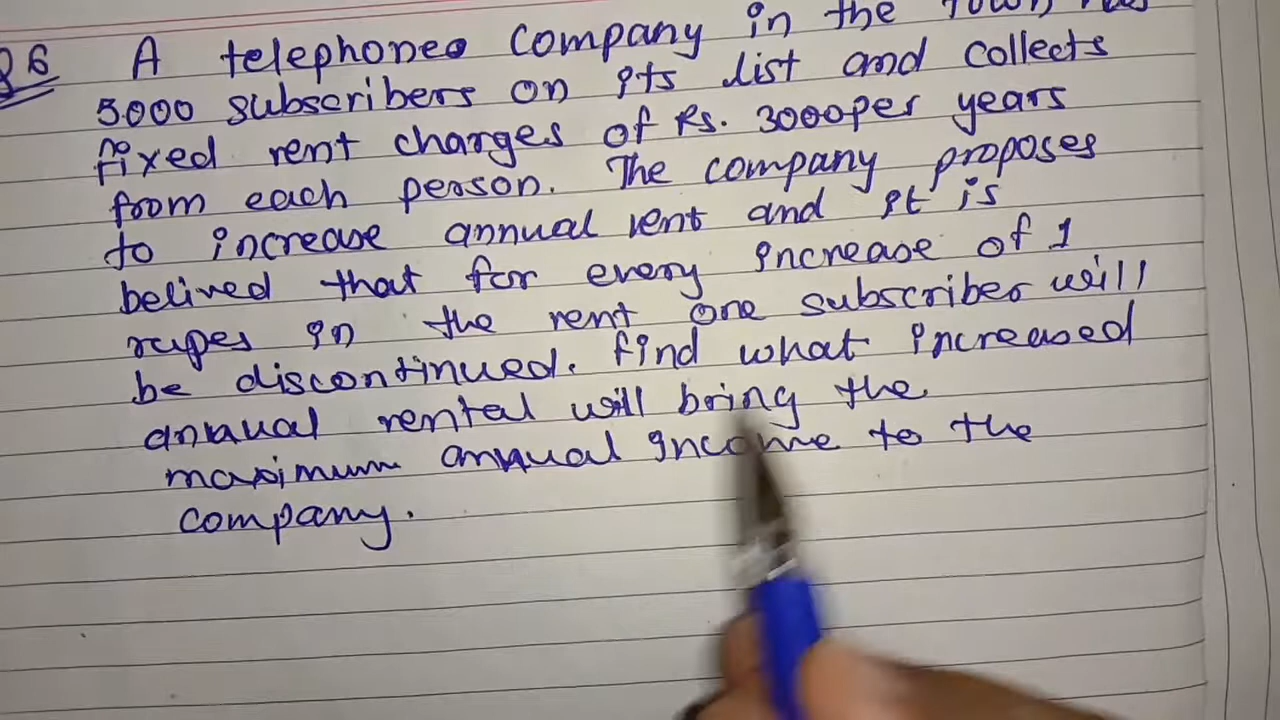 Q6 A telephones company in the Town has
5000 subscribers on its list and collects
fixed rent charges of Rs. 3000 per years
from each person. The company proposes
to increase annual rent and it is
belived that for every increase of 1
rupes in the rent one subscriber will
be discontinued. Find what increased
annual rental will bring the
maximum annual income to the
company.